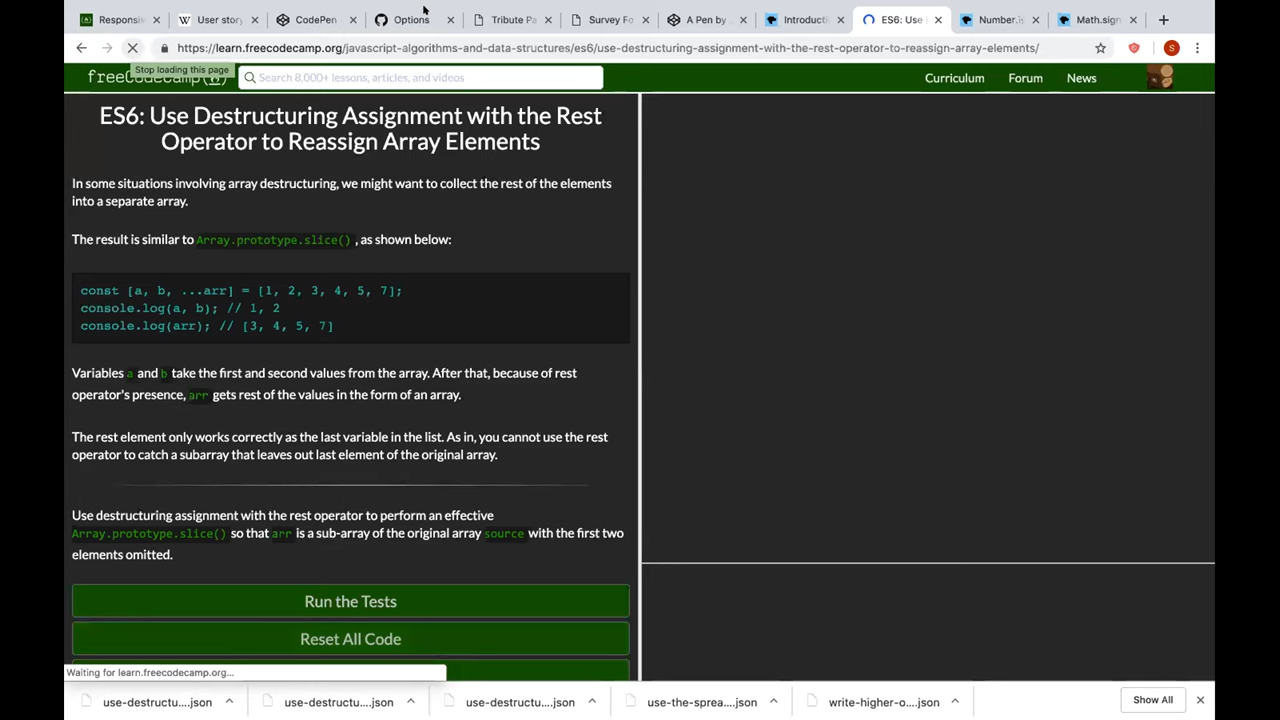 Responsiv
User story
CodePen
Options
Tribute Pa
Survey Fo
A Pen by
Introducti
ES6: Use
Number.is
Math.sign
https://learn.freecodecamp.org/javascript-algorithms-and-data-structures/es6/use-destructuring-assignment-with-the-rest-operator-to-reassign-array-elements/
S
Stop loading this page
freeCodeCamp
Search 8,000+ lessons, articles, and videos
Curriculum
Forum
News
ES6: Use Destructuring Assignment with the Rest
Operator to Reassign Array Elements
In some situations involving array destructuring, we might want to collect the rest of the elements
into a separate array.
The result is similar to Array.prototype.slice() , as shown below:
const [a, b, ...arr] = [1, 2, 3, 4, 5, 7];
console.log(a, b); // 1, 2
console.log(arr); // [3, 4, 5, 7]
Variables a and b take the first and second values from the array. After that, because of rest
operator's presence, arr gets rest of the values in the form of an array.
The rest element only works correctly as the last variable in the list. As in, you cannot use the rest
operator to catch a subarray that leaves out last element of the original array.
Use destructuring assignment with the rest operator to perform an effective
Array.prototype.slice() so that arr is a sub-array of the original array source with the first two
elements omitted.
Run the Tests
Reset All Code
Waiting for learn.freecodecamp.org...
use-destructu....json
use-destructu....json
use-destructu....json
use-the-sprea....json
write-higher-o....json
Show All